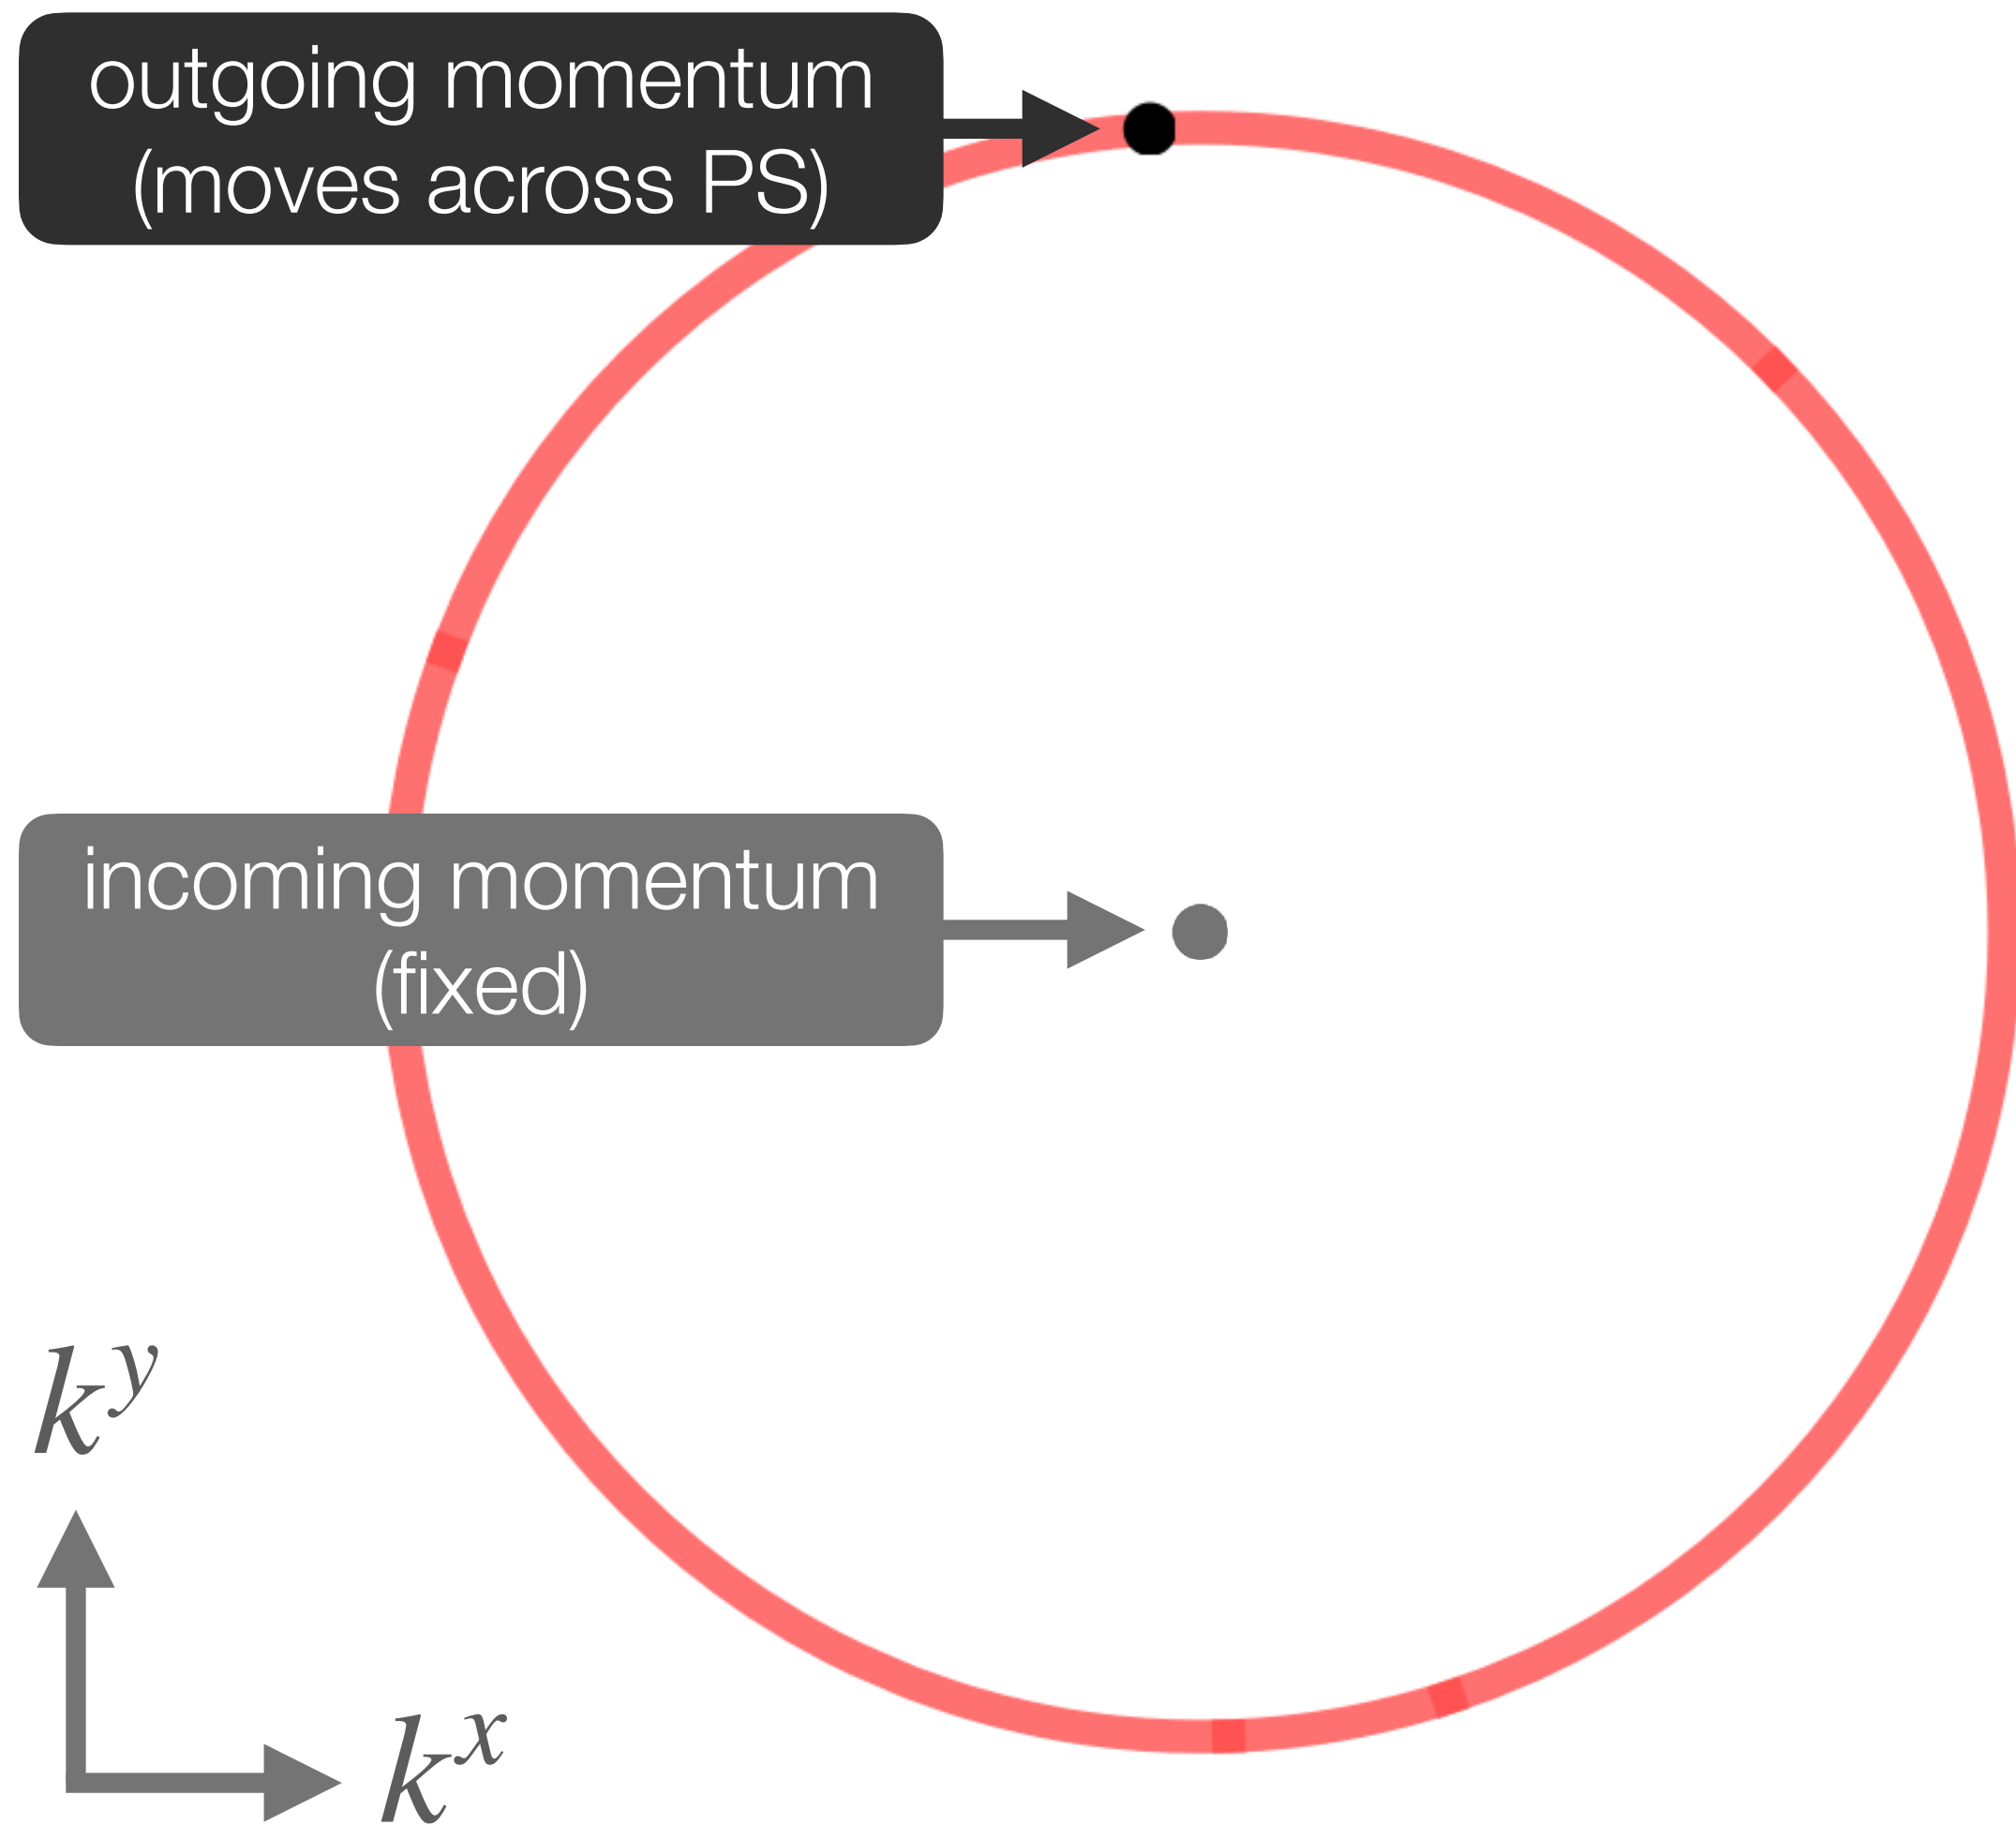 outgoing momentum
(moves across PS)
incoming momentum
(fixed)
k^y
k^x